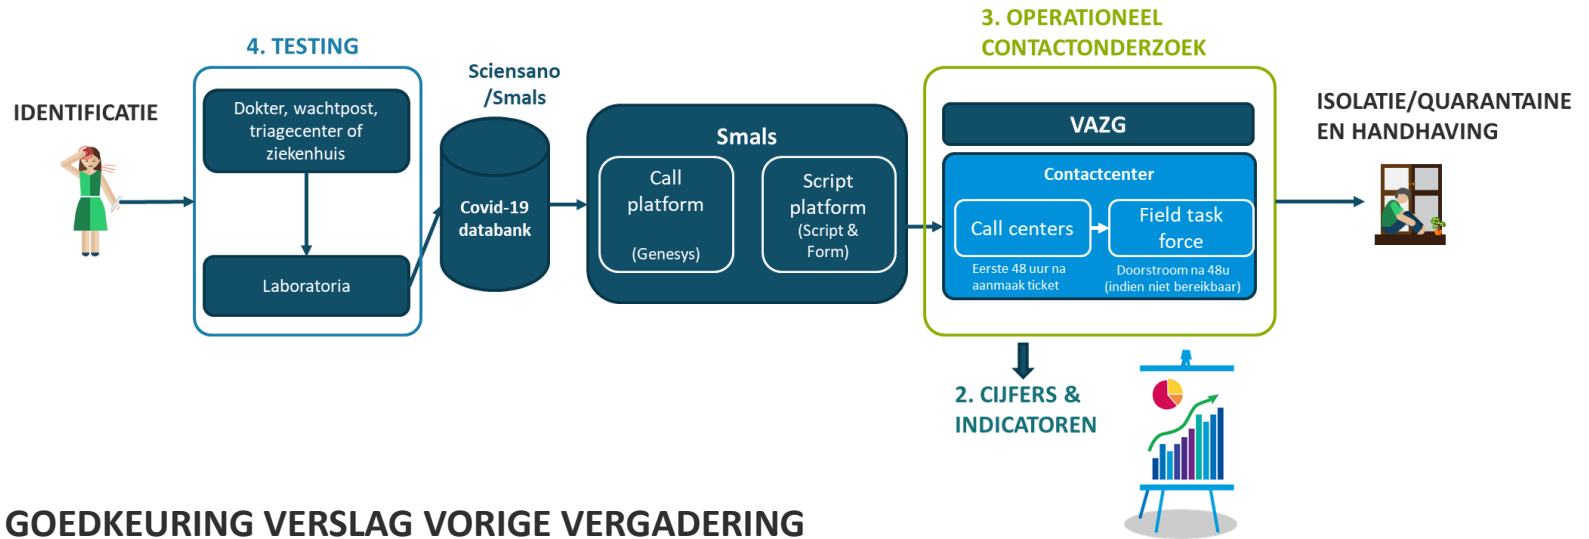 IDENTIFICATIE
4. TESTING
Dokter, wachtpost,
triagecenter of
ziekenhuis
Laboratoria
Sciensano
/Smals
Covid-19
databank
Smals
Call
platform
(Genesys)
Script
platform
(Script &
Form)
3. OPERATIONEEL
CONTACTONDERZOEK
VAZG
Contactcenter
Call centers
Eerste 48 uur na
aanmaak ticket
Field task
force
Doorstroom na 48u
(indien niet bereikbaar)
ISOLATIE/QUARANTAINE
EN HANDHAVING
2. CIJFERS &
INDICATOREN
GOEDKEURING VERSLAG VORIGE VERGADERING